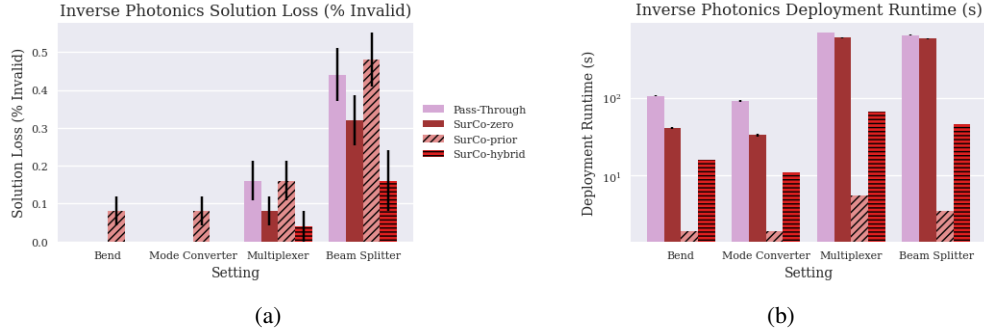 Inverse Photonics Solution Loss (% Invalid)
Solution Loss (% Invalid)
0.5
0.4
0.3
0.2
0.1
0.0
Bend
Mode Converter
Multiplexer
Beam Splitter
Setting
Pass-Through
SurCo-zero
SurCo-prior
SurCo-hybrid
(a)
Inverse Photonics Deployment Runtime (s)
Deployment Runtime (s)
10²
10¹
Bend
Mode Converter
Multiplexer
Beam Splitter
Setting
(b)